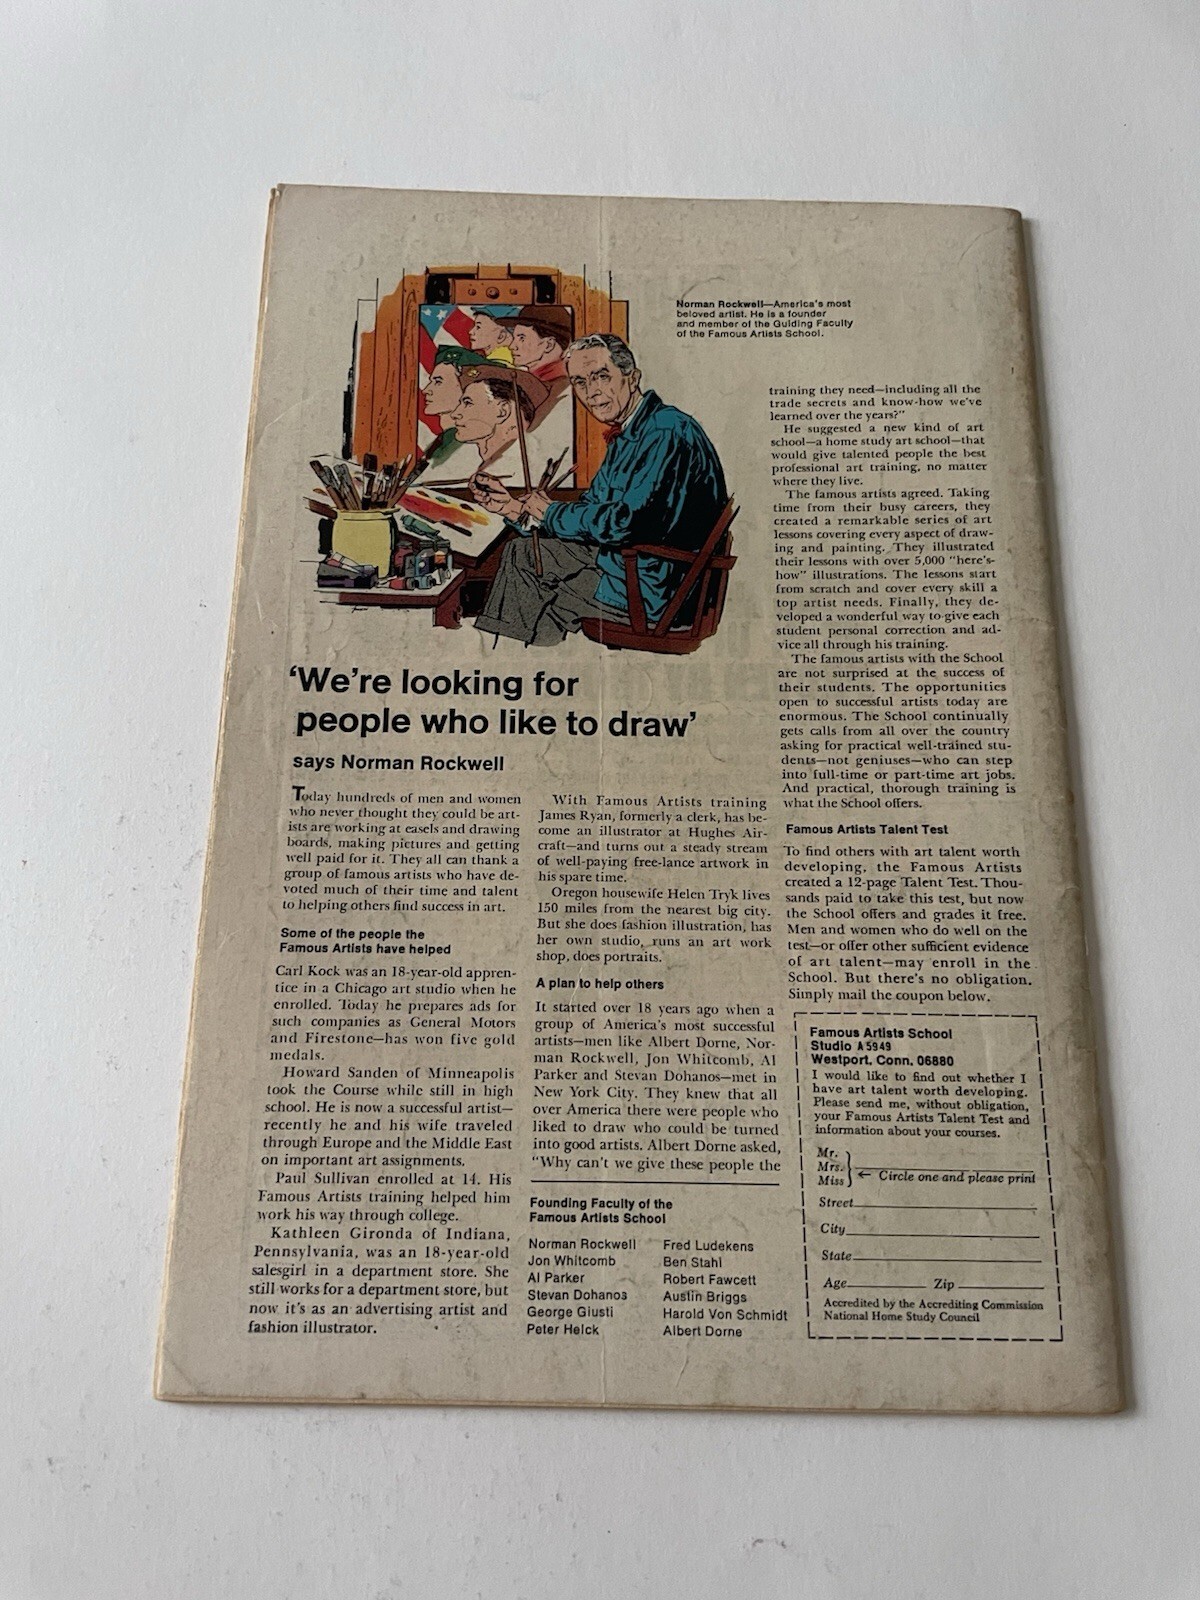 Norman Rockwell—America's most
beloved artist. He is a founder
and member of the Guiding Faculty
of the Famous Artists School.
'We're looking for
people who like to draw'
says Norman Rockwell
Today hundreds of men and women
who never thought they could be art-
ists are working at easels and drawing
boards, making pictures and getting
well paid for it. They all can thank a
group of famous artists who have de-
voted much of their time and talent
to helping others find success in art.
Some of the people the
Famous Artists have helped
Carl Kock was an 18-year-old appren-
tice in a Chicago art studio when he
enrolled. Today he prepares ads for
such companies as General Motors
and Firestone—has won five gold
medals.
Howard Sanden of Minneapolis
took the Course while still in high
school. He is now a successful artist—
recently he and his wife traveled
through Europe and the Middle East
on important art assignments.
Paul Sullivan enrolled at 14. His
Famous Artists training helped him
work his way through college.
Kathleen Gironda of Indiana,
Pennsylvania, was an 18-year-old
salesgirl in a department store. She
still works for a department store, but
now it's as an advertising artist and
fashion illustrator.
With Famous Artists training
James Ryan, formerly a clerk, has be-
come an illustrator at Hughes Air-
craft—and turns out a steady stream
of well-paying free-lance artwork in
his spare time.
Oregon housewife Helen Tryk lives
150 miles from the nearest big city.
But she does fashion illustration, has
her own studio, runs an art work
shop, does portraits.
A plan to help others
It started over 18 years ago when a
group of America's most successful
artists—men like Albert Dorne, Nor-
man Rockwell, Jon Whitcomb, Al
Parker and Stevan Dohanos—met in
New York City. They knew that all
over America there were people who
liked to draw who could be turned
into good artists. Albert Dorne asked,
"Why can't we give these people the
training they need—including all the
trade secrets and know-how we've
learned over the years?"
He suggested a new kind of art
school—a home study art school—that
would give talented people the best
professional art training, no matter
where they live.
The famous artists agreed. Taking
time from their busy careers, they
created a remarkable series of art
lessons covering every aspect of draw-
ing and painting. They illustrated
their lessons with over 5,000 "here's-
how" illustrations. The lessons start
from scratch and cover every skill a
top artist needs. Finally, they de-
veloped a wonderful way to give each
student personal correction and ad-
vice all through his training.
The famous artists with the School
are not surprised at the success of
their students. The opportunities
open to successful artists today are
enormous. The School continually
gets calls from all over the country
asking for practical well-trained stu-
dents—not geniuses—who can step
into full-time or part-time art jobs.
And practical, thorough training is
what the School offers.
Famous Artists Talent Test
To find others with art talent worth
developing, the Famous Artists
created a 12-page Talent Test. Thou-
sands paid to take this test, but now
the School offers and grades it free.
Men and women who do well on the
test—or offer other sufficient evidence
of art talent—may enroll in the
School. But there's no obligation.
Simply mail the coupon below.
Founding Faculty of the
Famous Artists School
Norman Rockwell
Jon Whitcomb
Al Parker
Stevan Dohanos
George Giusti
Peter Helck
Fred Ludekens
Ben Stahl
Robert Fawcett
Austin Briggs
Harold Von Schmidt
Albert Dorne
Famous Artists School
Studio A5949
Westport, Conn. 06880
I would like to find out whether I
have art talent worth developing.
Please send me, without obligation,
your Famous Artists Talent Test and
information about your courses.
Mr.
Mrs.
Miss
← Circle one and please print
Street
City
State
Age Zip
Accredited by the Accrediting Commission
National Home Study Council